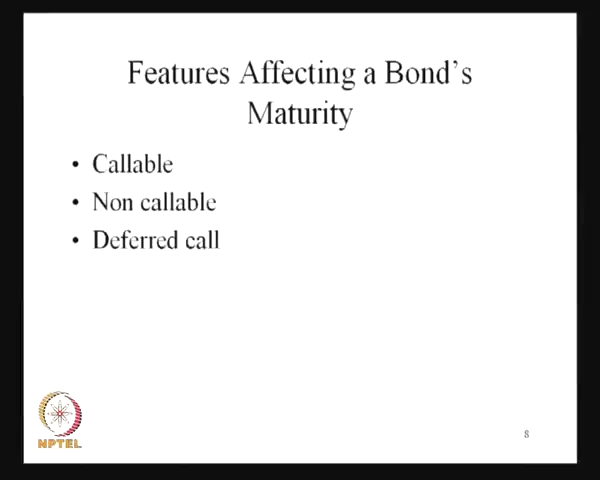 Features Affecting a Bond's
Maturity
• Callable
• Non callable
• Deferred call
NPTEL
8